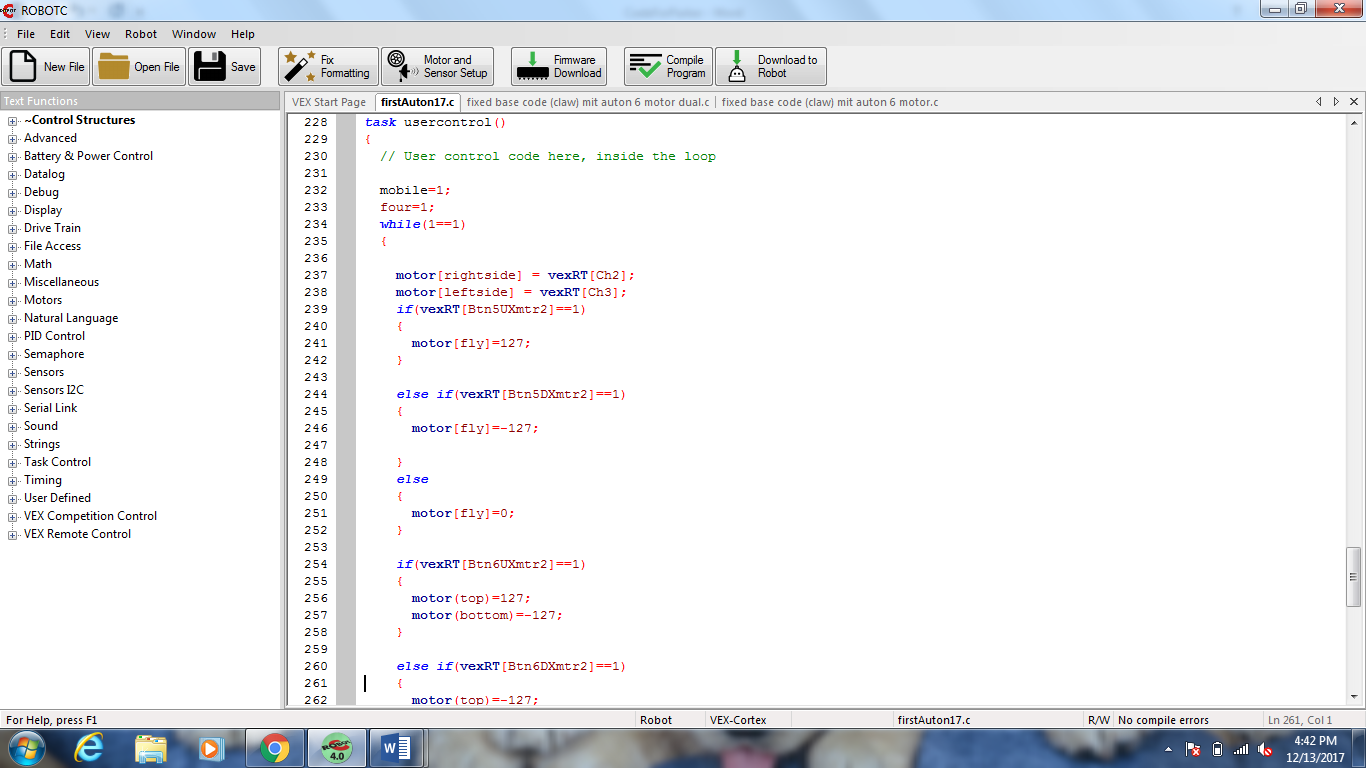 ROBOTC
File Edit View Robot Window Help
New File Open File Save Fix Formatting Motor and Sensor Setup Firmware Download Compile Program Download to Robot
Text Functions
VEX Start Page firstAuton17.c fixed base code (claw) mit auton 6 motor dual.c fixed base code (claw) mit auton 6 motor.c
~Control Structures
Advanced
Battery & Power Control
Datalog
Debug
Display
Drive Train
File Access
Math
Miscellaneous
Motors
Natural Language
PID Control
Semaphore
Sensors
Sensors I2C
Serial Link
Sound
Strings
Task Control
Timing
User Defined
VEX Competition Control
VEX Remote Control
228 task usercontrol()
229 {
230 // User control code here, inside the loop
231
232 mobile=1;
233 four=1;
234 while(1==1)
235 {
236
237 motor[rightside] = vexRT[Ch2];
238 motor[leftside] = vexRT[Ch3];
239 if(vexRT[Btn5UXmtr2]==1)
240 {
241 motor[fly]=127;
242 }
243
244 else if(vexRT[Btn5DXmtr2]==1)
245 {
246 motor[fly]=-127;
247
248 }
249 else
250 {
251 motor[fly]=0;
252 }
253
254 if(vexRT[Btn6UXmtr2]==1)
255 {
256 motor(top)=127;
257 motor(bottom)=-127;
258 }
259
260 else if(vexRT[Btn6DXmtr2]==1)
261 {
262 motor(top)=-127;
For Help, press F1 Robot VEX-Cortex firstAuton17.c R/W No compile errors Ln 261, Col 1
4.0
4:42 PM
12/13/2017